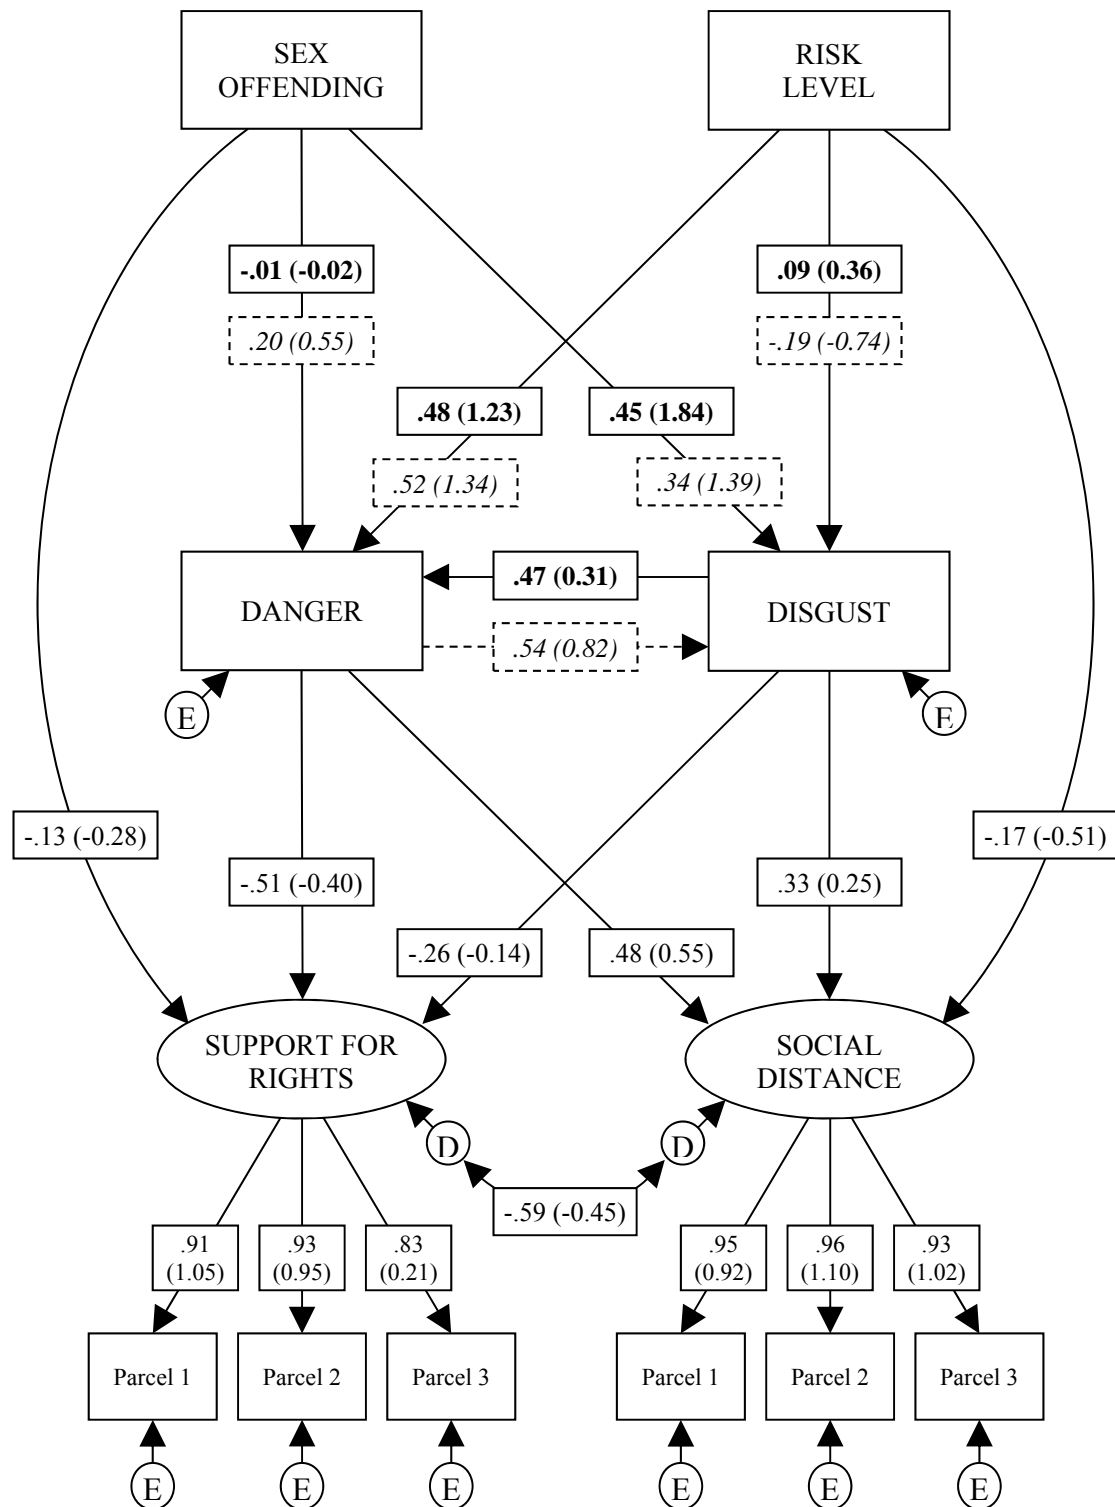 SEX
OFFENDING
RISK
LEVEL
-.01 (-0.02)
.09 (0.36)
.20 (0.55)
-.19 (-0.74)
.48 (1.23)
.45 (1.84)
.52 (1.34)
.34 (1.39)
.47 (0.31)
DANGER
DISGUST
.54 (0.82)
E
E
-.13 (-0.28)
-.17 (-0.51)
-.51 (-0.40)
.33 (0.25)
-.26 (-0.14)
.48 (0.55)
SUPPORT FOR
RIGHTS
SOCIAL
DISTANCE
D
D
-.59 (-0.45)
.91
(1.05)
.93
(0.95)
.83
(0.21)
.95
(0.92)
.96
(1.10)
.93
(1.02)
Parcel 1
Parcel 2
Parcel 3
Parcel 1
Parcel 2
Parcel 3
E
E
E
E
E
E